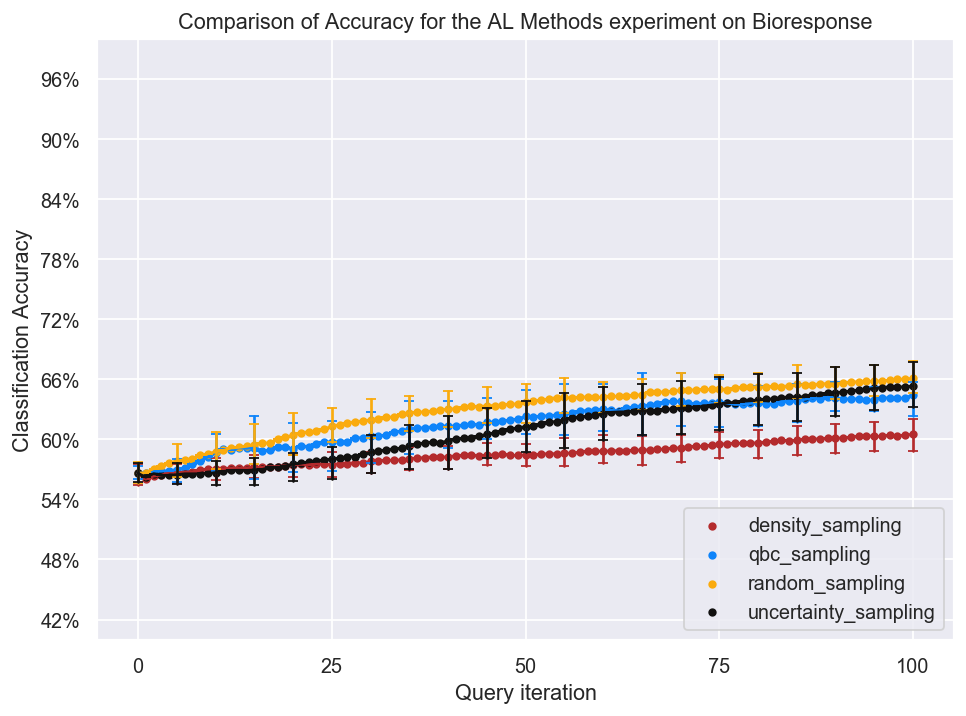 Comparison of Accuracy for the AL Methods experiment on Bioresponse
96%
90%
84%
78%
72%
66%
60%
54%
48%
42%
Classification Accuracy
density_sampling
qbc_sampling
random_sampling
uncertainty_sampling
0 25 50 75 100
Query iteration